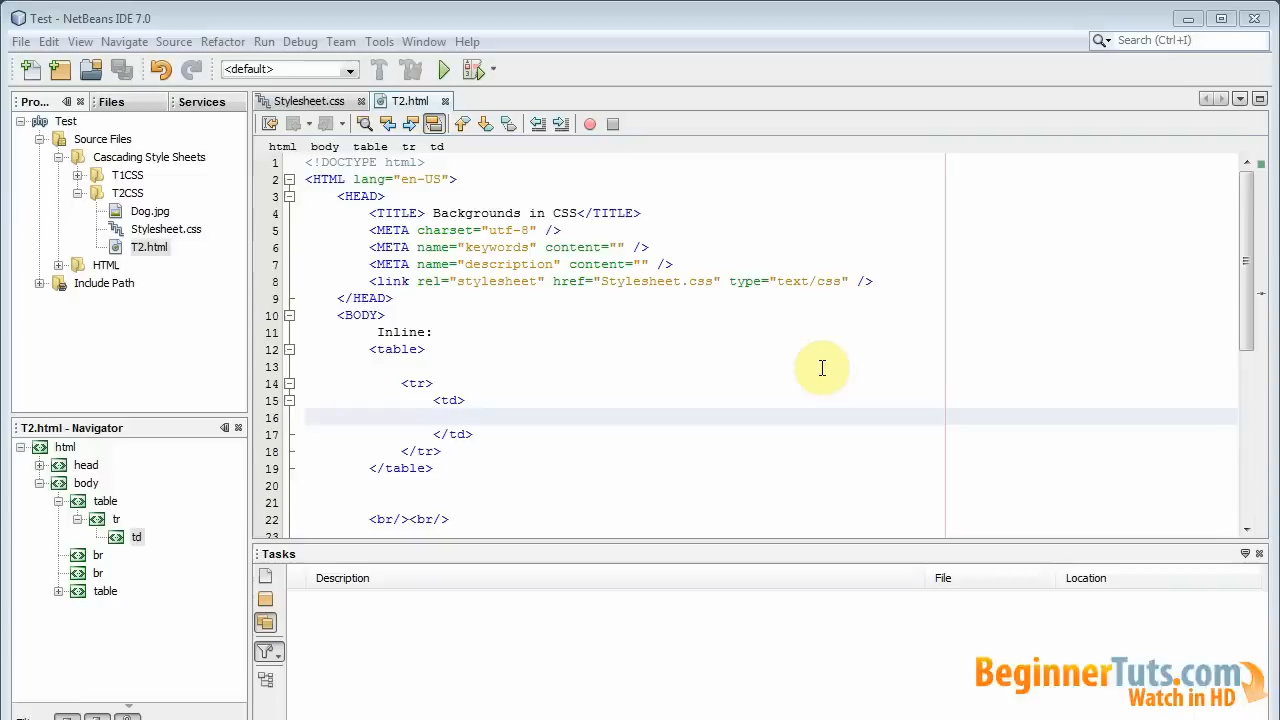 Test - NetBeans IDE 7.0
File Edit View Navigate Source Refactor Run Debug Team Tools Window Help
Search (Ctrl+I)
<default>
Pro... Files Services
Stylesheet.css T2.html
Test
Source Files
Cascading Style Sheets
T1CSS
T2CSS
Dog.jpg
Stylesheet.css
T2.html
HTML
Include Path
html body table tr td
1 <!DOCTYPE html>
2 <HTML lang="en-US">
3 <HEAD>
4 <TITLE> Backgrounds in CSS</TITLE>
5 <META charset="utf-8" />
6 <META name="keywords" content="" />
7 <META name="description" content="" />
8 <link rel="stylesheet" href="Stylesheet.css" type="text/css" />
9 </HEAD>
10 <BODY>
11 Inline:
12 <table>
13
14 <tr>
15 <td>
16
17 </td>
18 </tr>
19 </table>
20
21
22 <br/><br/>
23
T2.html - Navigator
html
head
body
table
tr
td
br
br
table
Tasks
Description File Location
BeginnerTuts.com
Watch in HD